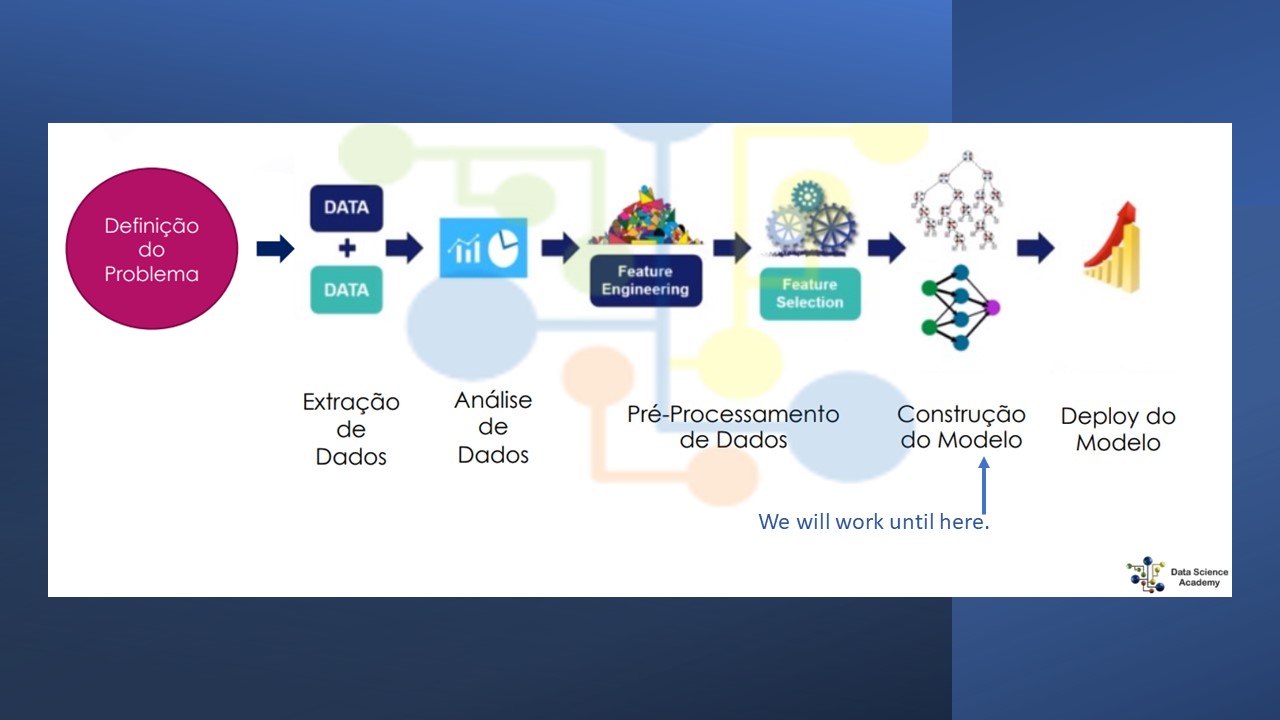 Definição
do
Problema
DATA
+
DATA
Feature
Engineering
Feature
Selection
Extração
de
Dados
Análise
de
Dados
Pré-Processamento
de Dados
Construção
do Modelo
Deploy do
Modelo
We will work until here.
Data Science
Academy